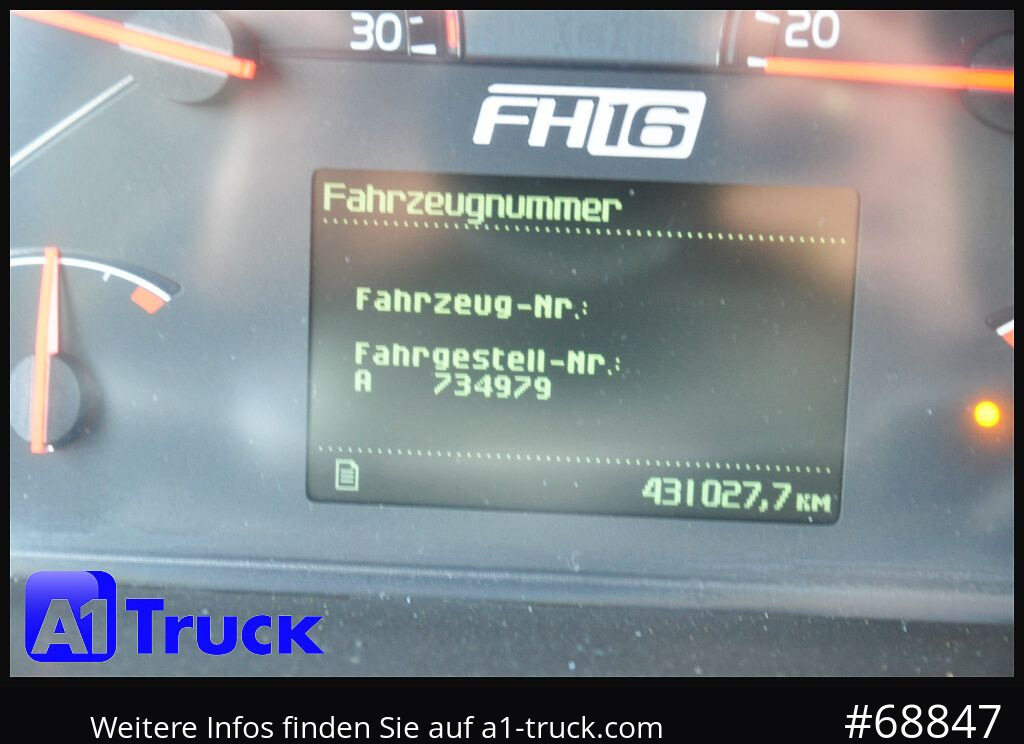 30
20
FH16
Fahrzeugnummer
Fahrzeug-Nr.:
Fahrgestell-Nr.:
A 734979
431027,7 KM
A1 Truck
Weitere Infos finden Sie auf a1-truck.com
#68847